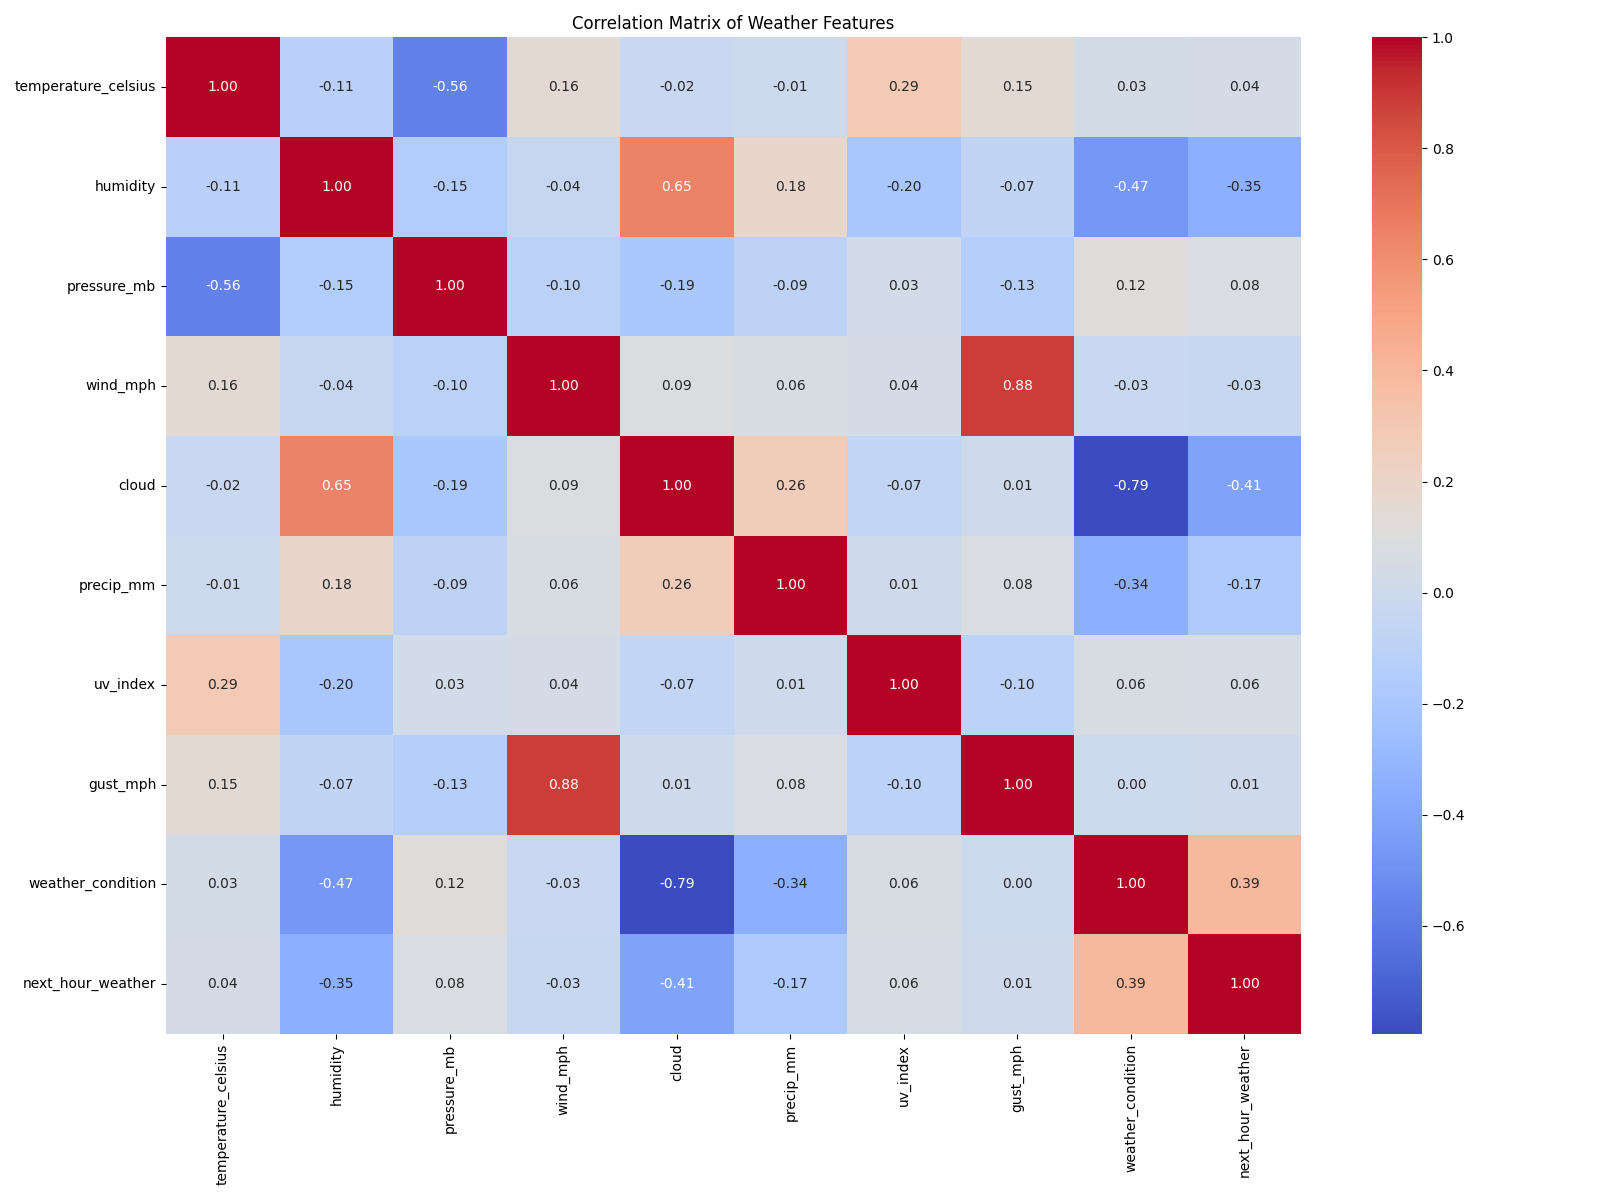 Correlation Matrix of Weather Features
temperature_celsius 1.00 -0.11 -0.56 0.16 -0.02 -0.01 0.29 0.15 0.03 0.04
humidity -0.11 1.00 -0.15 -0.04 0.65 0.18 -0.20 -0.07 -0.47 -0.35
pressure_mb -0.56 -0.15 1.00 -0.10 -0.19 -0.09 0.03 -0.13 0.12 0.08
wind_mph 0.16 -0.04 -0.10 1.00 0.09 0.06 0.04 0.88 -0.03 -0.03
cloud -0.02 0.65 -0.19 0.09 1.00 0.26 -0.07 0.01 -0.79 -0.41
precip_mm -0.01 0.18 -0.09 0.06 0.26 1.00 0.01 0.08 -0.34 -0.17
uv_index 0.29 -0.20 0.03 0.04 -0.07 0.01 1.00 -0.10 0.06 0.06
gust_mph 0.15 -0.07 -0.13 0.88 0.01 0.08 -0.10 1.00 0.00 0.01
weather_condition 0.03 -0.47 0.12 -0.03 -0.79 -0.34 0.06 0.00 1.00 0.39
next_hour_weather 0.04 -0.35 0.08 -0.03 -0.41 -0.17 0.06 0.01 0.39 1.00
temperature_celsius
humidity
pressure_mb
wind_mph
cloud
precip_mm
uv_index
gust_mph
weather_condition
next_hour_weather
1.0
0.8
0.6
0.4
0.2
0.0
−0.2
−0.4
−0.6